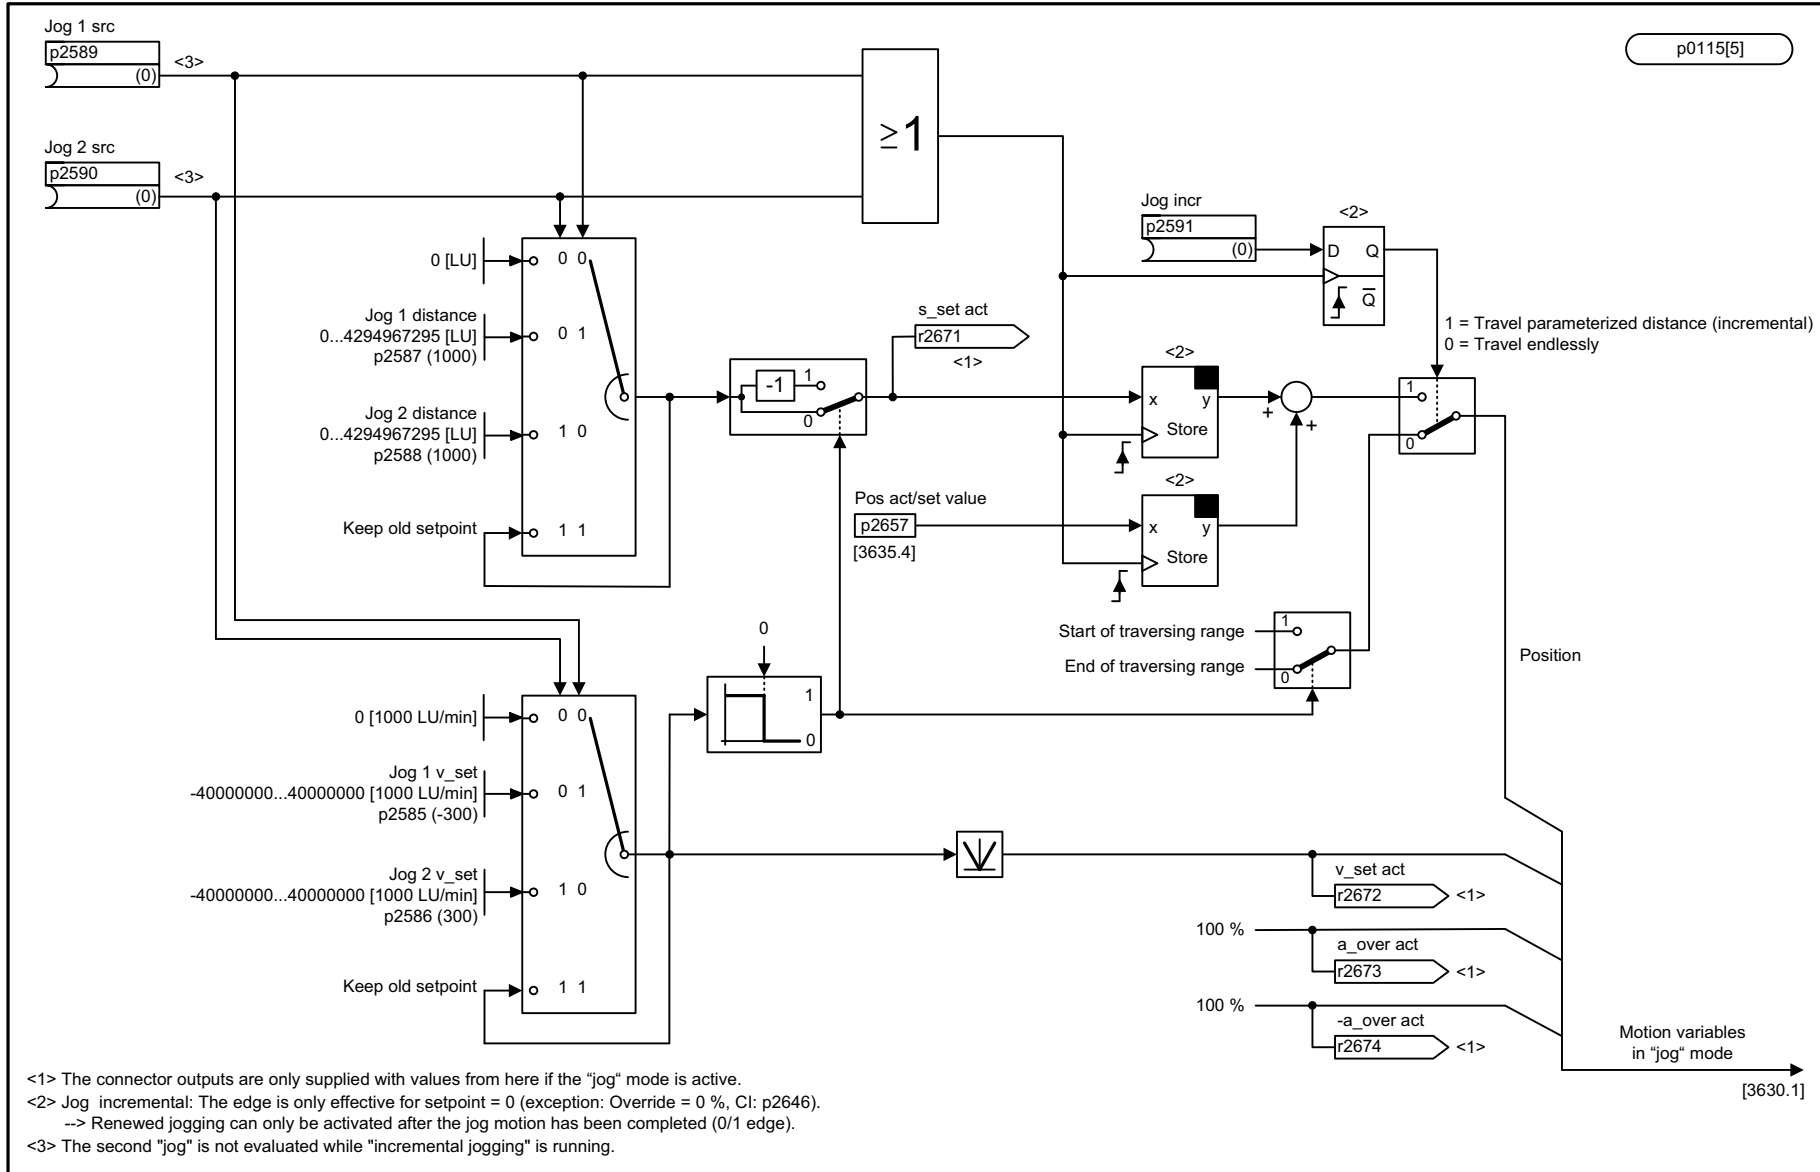 Jog 1 src
p2589
<3>
(0)
p0115[5]
≥1
Jog 2 src
p2590
<3>
(0)
Jog incr
p2591
(0)
<2>
D Q
Q̅
0 [LU]
0 0
Jog 1 distance
0...4294967295 [LU]
p2587 (1000)
0 1
Jog 2 distance
0...4294967295 [LU]
p2588 (1000)
1 0
Keep old setpoint
1 1
s_set act
r2671
<1>
-1
1
0
1 = Travel parameterized distance (incremental)
0 = Travel endlessly
<2>
x y
Store
+
+
1
0
Pos act/set value
p2657
[3635.4]
<2>
x y
Store
Start of traversing range
1
End of traversing range
0
Position
0
1
0
0 [1000 LU/min]
0 0
Jog 1 v_set
-40000000...40000000 [1000 LU/min]
p2585 (-300)
0 1
Jog 2 v_set
-40000000...40000000 [1000 LU/min]
p2586 (300)
1 0
Keep old setpoint
1 1
v_set act
r2672
<1>
100 %
a_over act
r2673
<1>
100 %
-a_over act
r2674
<1>
Motion variables
in “jog“ mode
[3630.1]
<1> The connector outputs are only supplied with values from here if the “jog“ mode is active.
<2> Jog incremental: The edge is only effective for setpoint = 0 (exception: Override = 0 %, CI: p2646).
--> Renewed jogging can only be activated after the jog motion has been completed (0/1 edge).
<3> The second "jog" is not evaluated while "incremental jogging" is running.